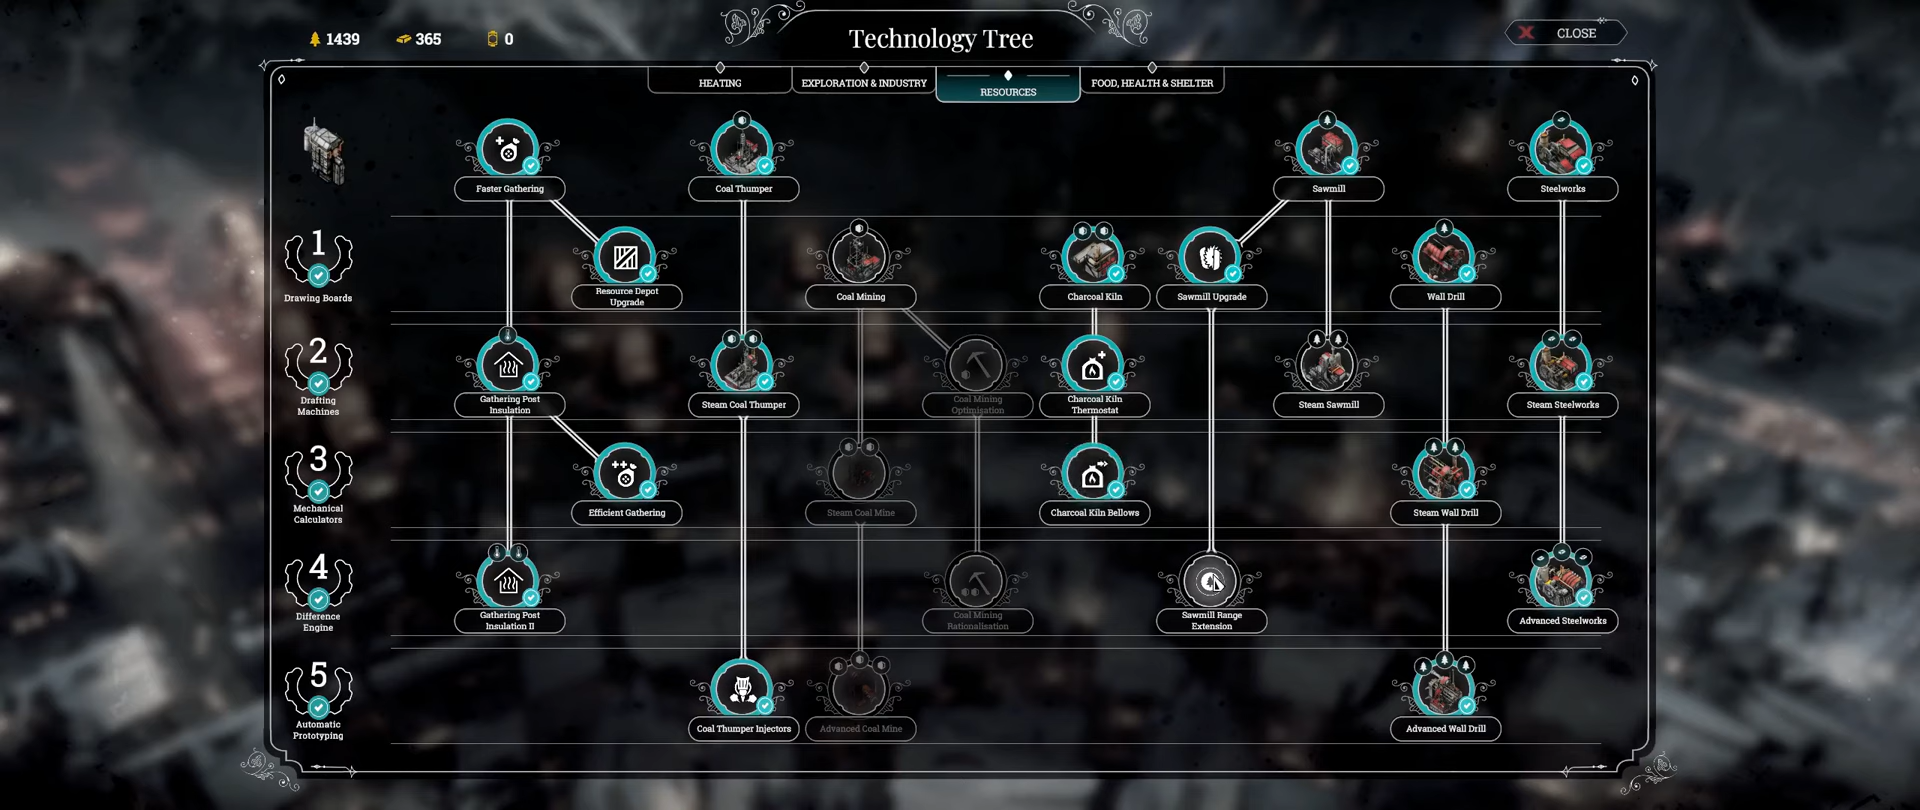 1439 365 0
Technology Tree
CLOSE
HEATING
EXPLORATION & INDUSTRY
RESOURCES
FOOD, HEALTH & SHELTER
Faster Gathering
Coal Thumper
Sawmill
Steelworks
1
Drawing Boards
Resource Depot
Upgrade
Coal Mining
Charcoal Kiln
Sawmill Upgrade
Wall Drill
2
Drafting
Machines
Gathering Post
Insulation
Steam Coal Thumper
Coal Mining
Optimisation
Charcoal Kiln
Thermostat
Steam Sawmill
Steam Steelworks
3
Mechanical
Calculators
Efficient Gathering
Steam Coal Mine
Charcoal Kiln Bellows
Steam Wall Drill
4
Difference
Engine
Gathering Post
Insulation II
Coal Mining
Rationalisation
Sawmill Range
Extension
Advanced Steelworks
5
Automatic
Prototyping
Coal Thumper Injectors
Advanced Coal Mine
Advanced Wall Drill